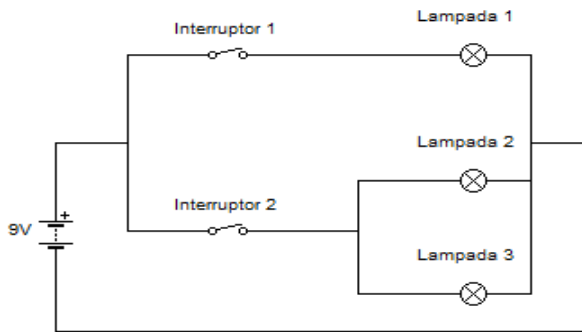 Lampada 1
Interruptor 1
Lampada 2
Interruptor 2
+
9V
Lampada 3